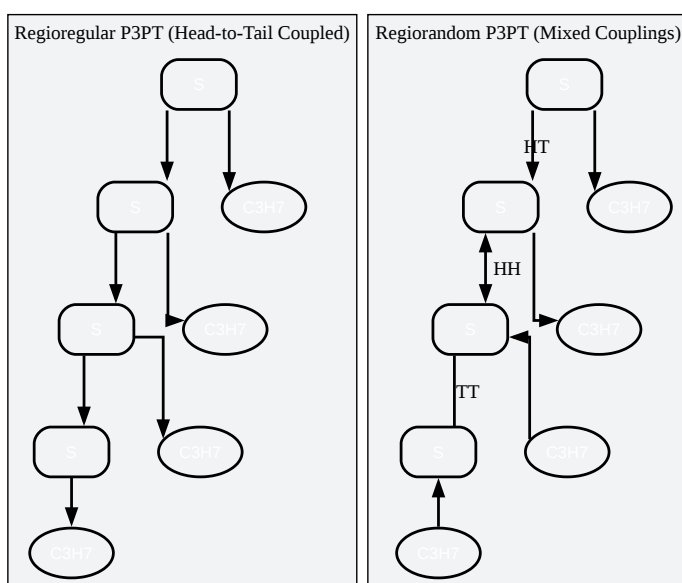 Regioregular P3PT (Head-to-Tail Coupled)
S
S
C3H7
S
C3H7
S
C3H7
C3H7
Regiorandom P3PT (Mixed Couplings)
S
HT
S
C3H7
HH
S
C3H7
TT
S
C3H7
C3H7